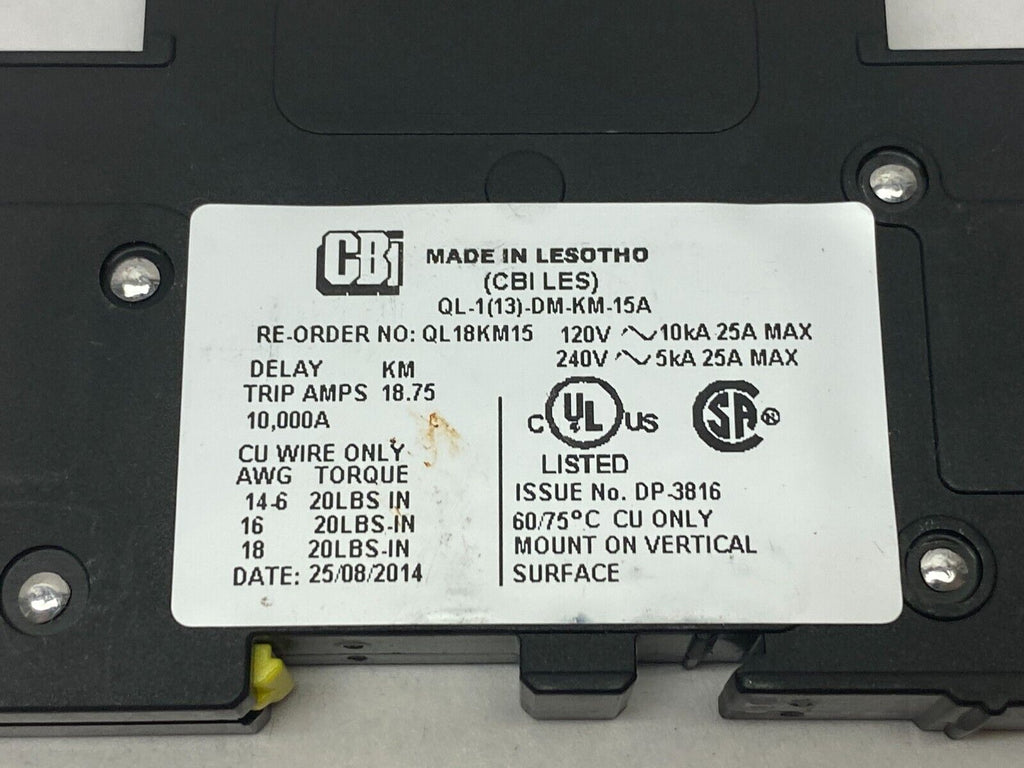 CBi MADE IN LESOTHO
(CBI LES)
QL-1(13)-DM-KM-15A
RE-ORDER NO: QL18KM15 120V ~ 10kA 25A MAX
240V ~ 5kA 25A MAX
DELAY KM
TRIP AMPS 18.75
10,000A
CU WIRE ONLY
AWG TORQUE
14-6 20LBS IN
16 20LBS-IN
18 20LBS-IN
DATE: 25/08/2014
C UL US
LISTED
SA ®
ISSUE No. DP-3816
60/75°C CU ONLY
MOUNT ON VERTICAL
SURFACE